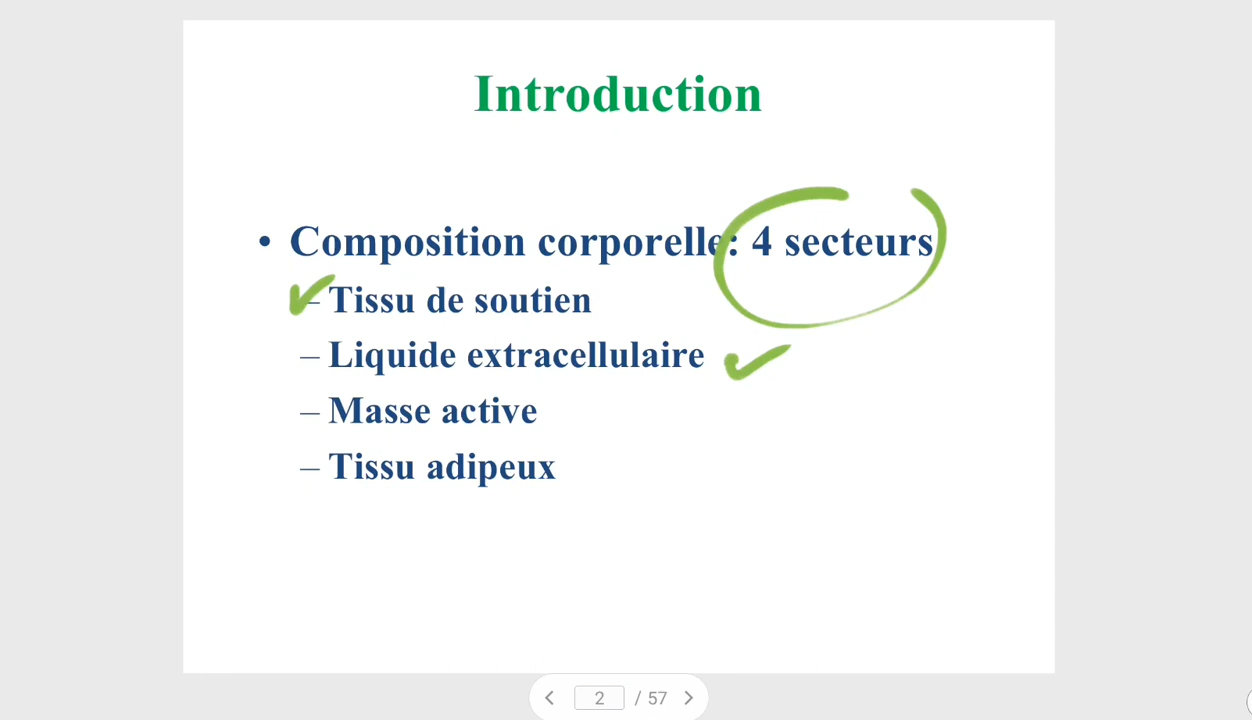 Introduction
• Composition corporelle: 4 secteurs
– Tissu de soutien
– Liquide extracellulaire
– Masse active
– Tissu adipeux
2 / 57